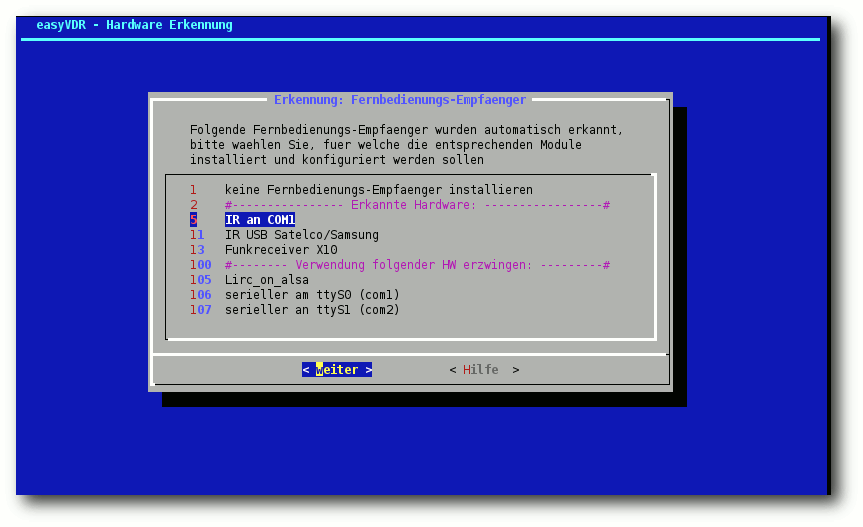 easyVDR - Hardware Erkennung
Erkennung: Fernbedienungs-Empfaenger
Folgende Fernbedienungs-Empfaenger wurden automatisch erkannt,
bitte waehlen Sie, fuer welche die entsprechenden Module
installiert und konfiguriert werden sollen
1 keine Fernbedienungs-Empfaenger installieren
2 #---------------- Erkannte Hardware: -----------------#
5 IR an COM1
11 IR USB Satelco/Samsung
13 Funkreceiver X10
100 #-------- Verwendung folgender HW erzwingen: ---------#
105 Lirc_on_alsa
106 serieller am ttyS0 (com1)
107 serieller an ttyS1 (com2)
< Weiter > < Hilfe >